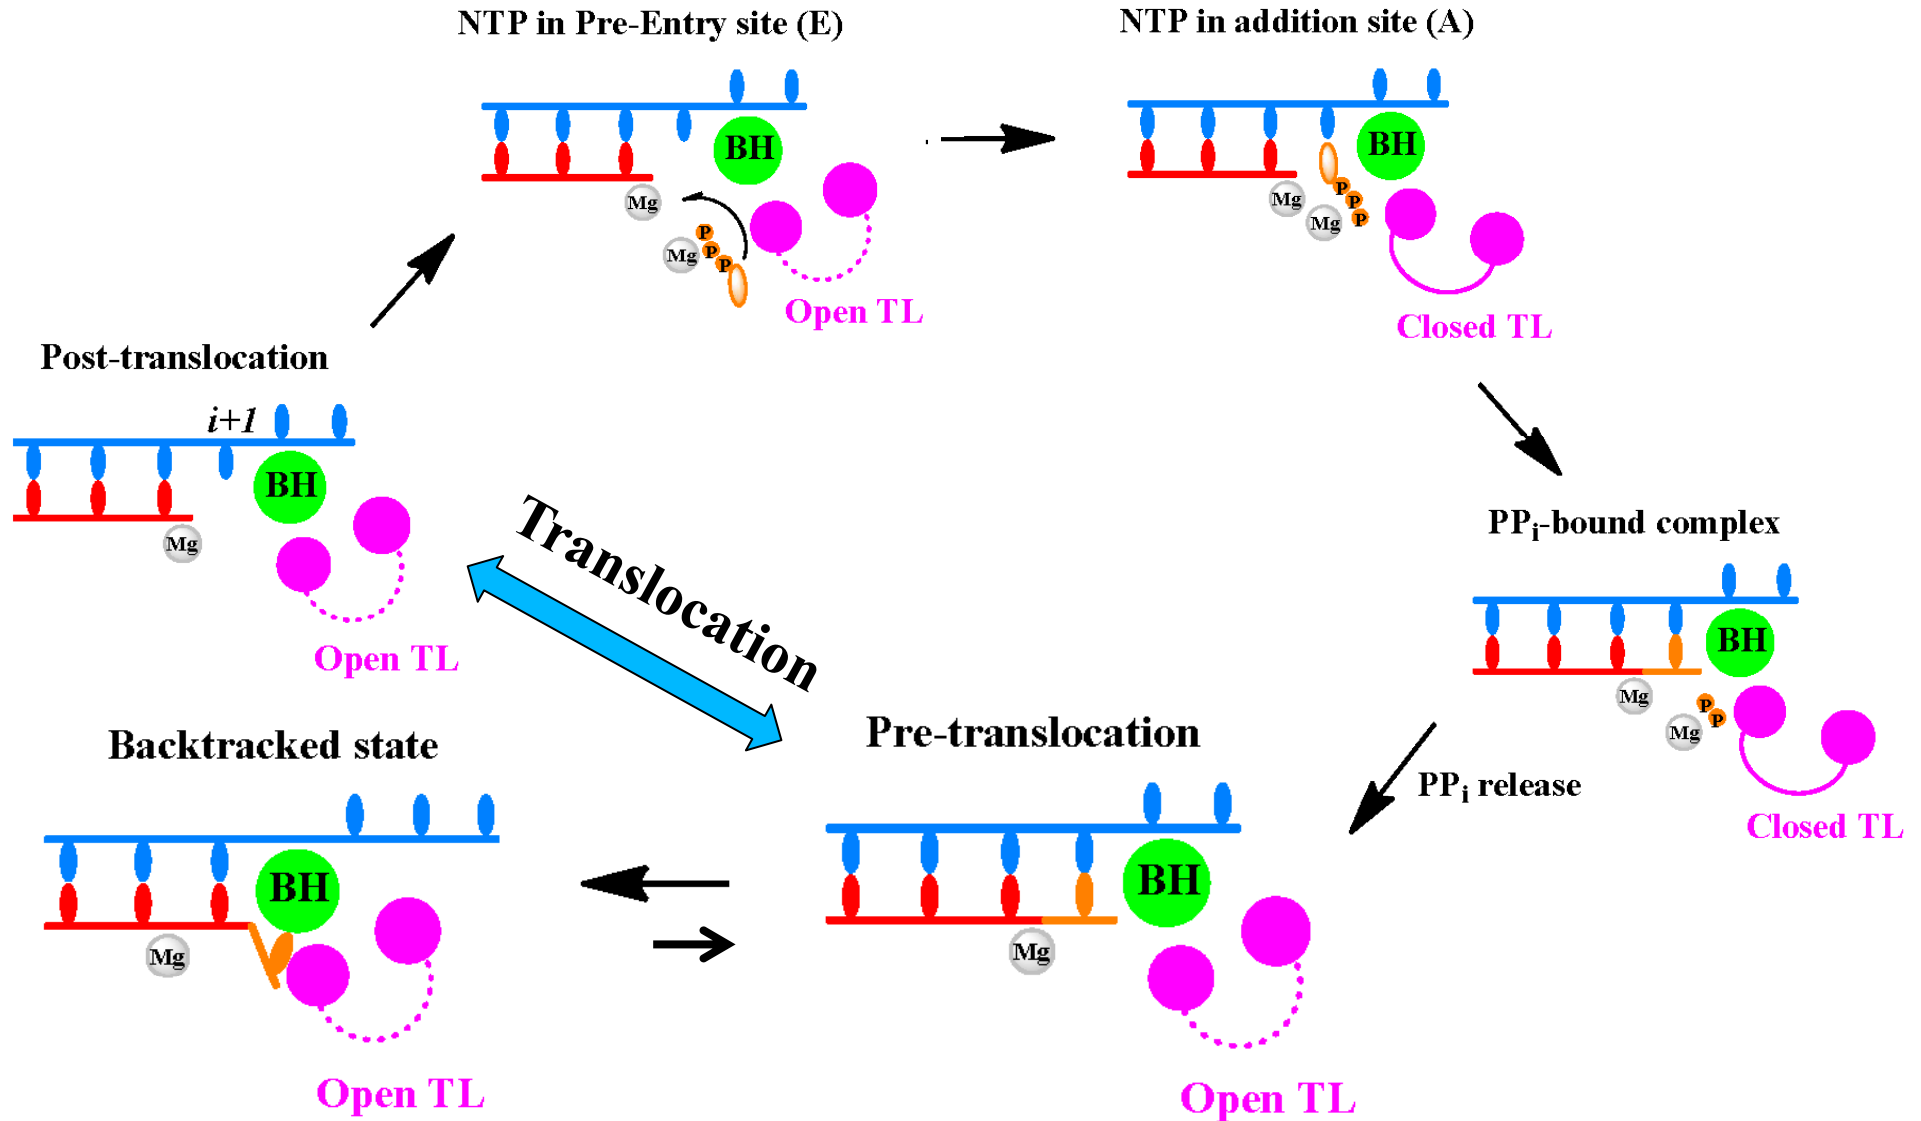 NTP in Pre-Entry site (E)
BH
Mg
Mg
P
P
P
Open TL
NTP in addition site (A)
BH
Mg
Mg
P
P
P
Closed TL
Post-translocation
i+1
BH
Mg
Open TL
Translocation
PPi-bound complex
BH
Mg
Mg
P
P
Closed TL
PPi release
Pre-translocation
BH
Mg
Open TL
Backtracked state
BH
Mg
Open TL